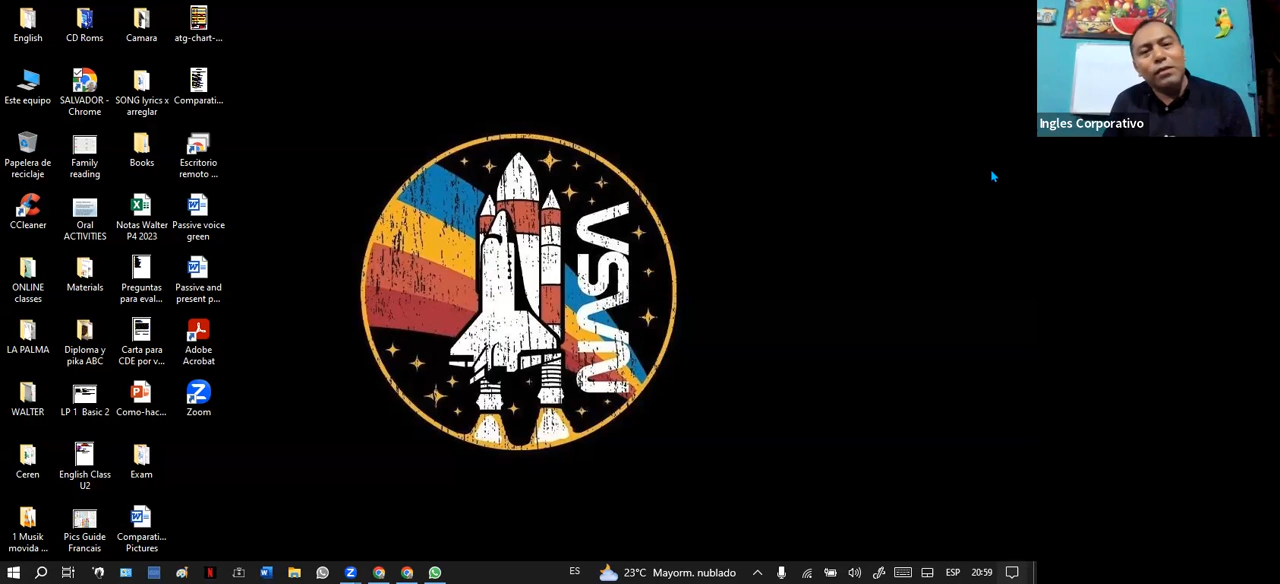 English
CD Roms
Camara
atg-chart-...
Este equipo
SALVADOR -
Chrome
SONG lyrics x
arreglar
Comparati...
Papelera de
reciclaje
Family
reading
Books
Escritorio
remoto ...
CCleaner
Oral
ACTIVITIES
Notas Walter
P4 2023
Passive voice
green
ONLINE
classes
Materials
Preguntas
para eval...
Passive and
present p...
LA PALMA
Diploma y
pika ABC
Carta para
CDE por v...
Adobe
Acrobat
WALTER
LP 1 Basic 2
Como-hac...
Zoom
Ceren
English Class
U2
Exam
1 Musik
movida ...
Pics Guide
Francais
Comparati...
Pictures
NASA
Ingles Corporativo
ES
23°C Mayorm. nublado
ESP
20:59